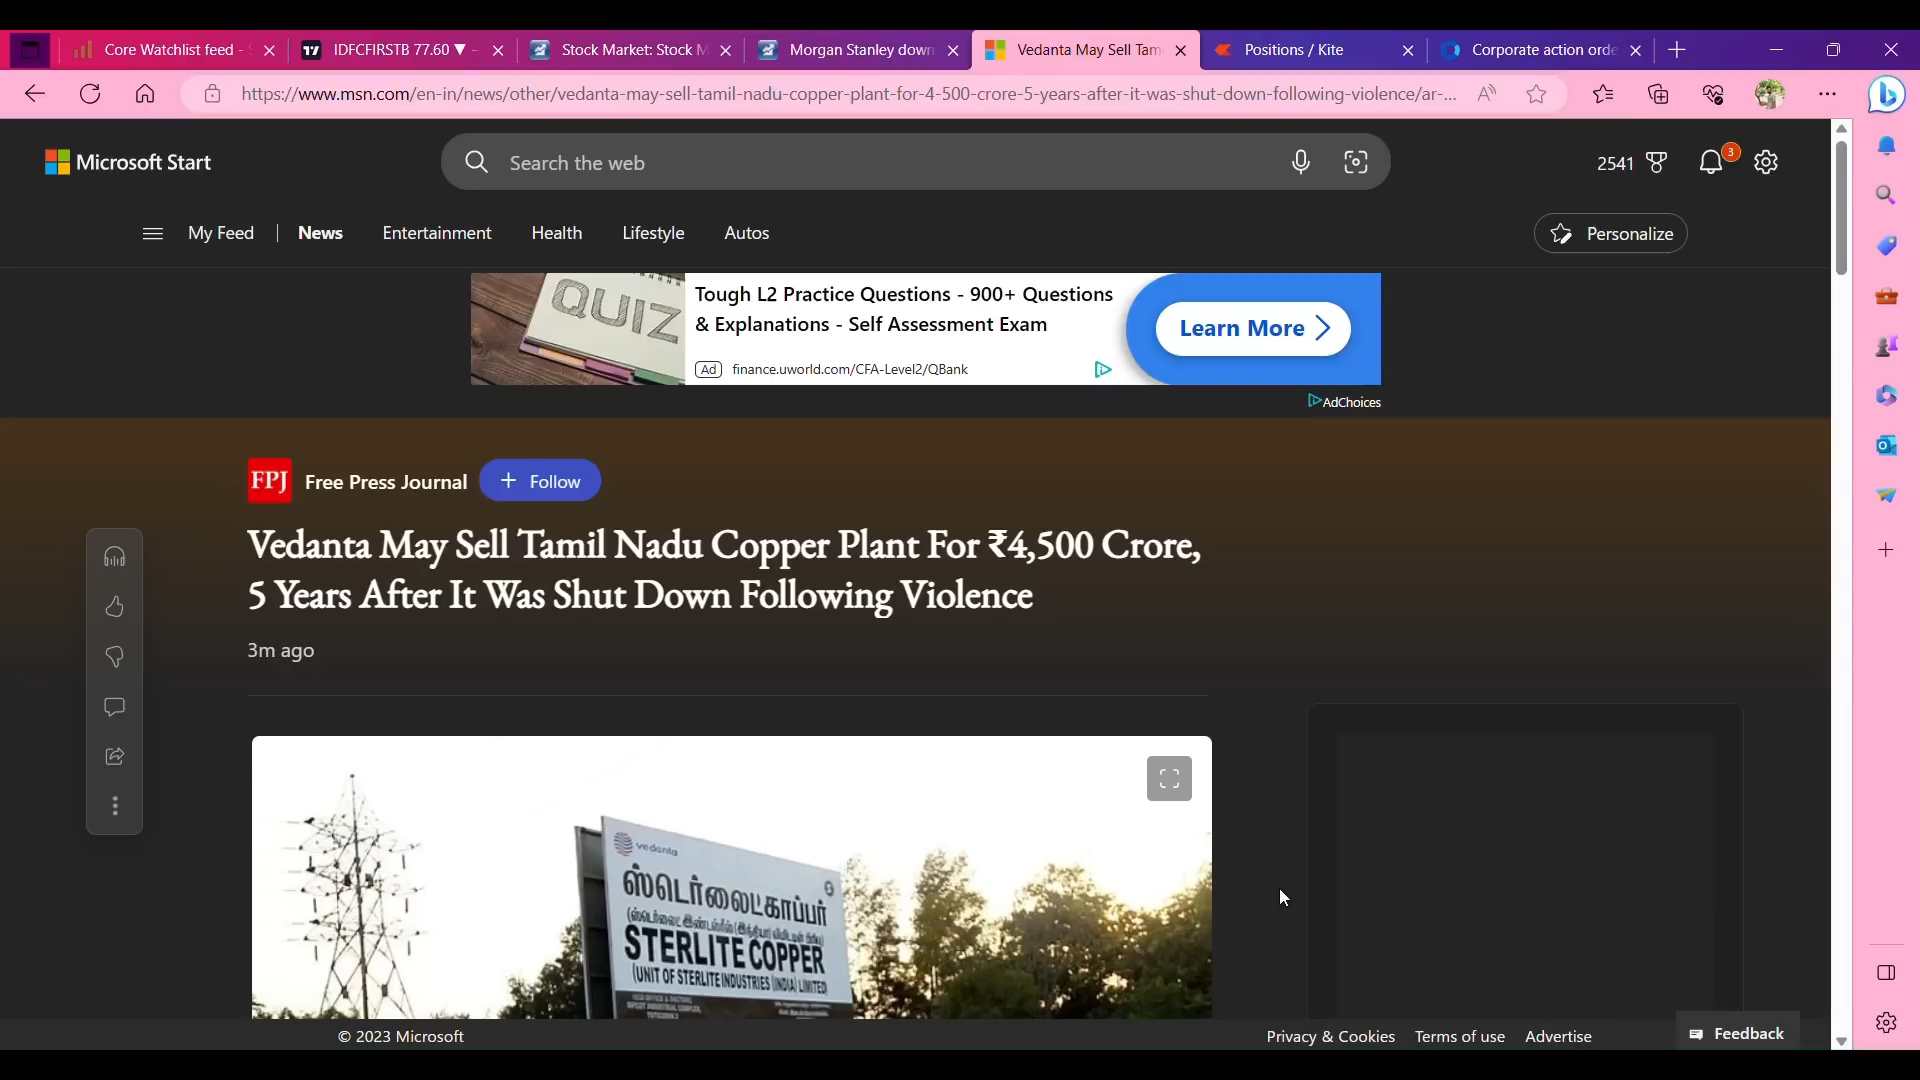 Core Watchlist feed -
IDFCFIRSTB 77.60 ▼ -
Stock Market: Stock M
Morgan Stanley down
Vedanta May Sell Tam
Positions / Kite
Corporate action orde
https://www.msn.com/en-in/news/other/vedanta-may-sell-tamil-nadu-copper-plant-for-4-500-crore-5-years-after-it-was-shut-down-following-violence/ar-...
Microsoft Start
Search the web
2541
3
My Feed
News
Entertainment
Health
Lifestyle
Autos
Personalize
QUIZ
Tough L2 Practice Questions - 900+ Questions
& Explanations - Self Assessment Exam
Ad finance.uworld.com/CFA-Level2/QBank
Learn More
AdChoices
FPJ
Free Press Journal
+ Follow
Vedanta May Sell Tamil Nadu Copper Plant For ₹4,500 Crore,
5 Years After It Was Shut Down Following Violence
3m ago
vedanta
ஸ்டெர்லைட் காப்பர்
STERLITE COPPER
(UNIT OF STERLITE INDUSTRIES (INDIA) LIMITED)
© 2023 Microsoft
Privacy & Cookies
Terms of use
Advertise
Feedback